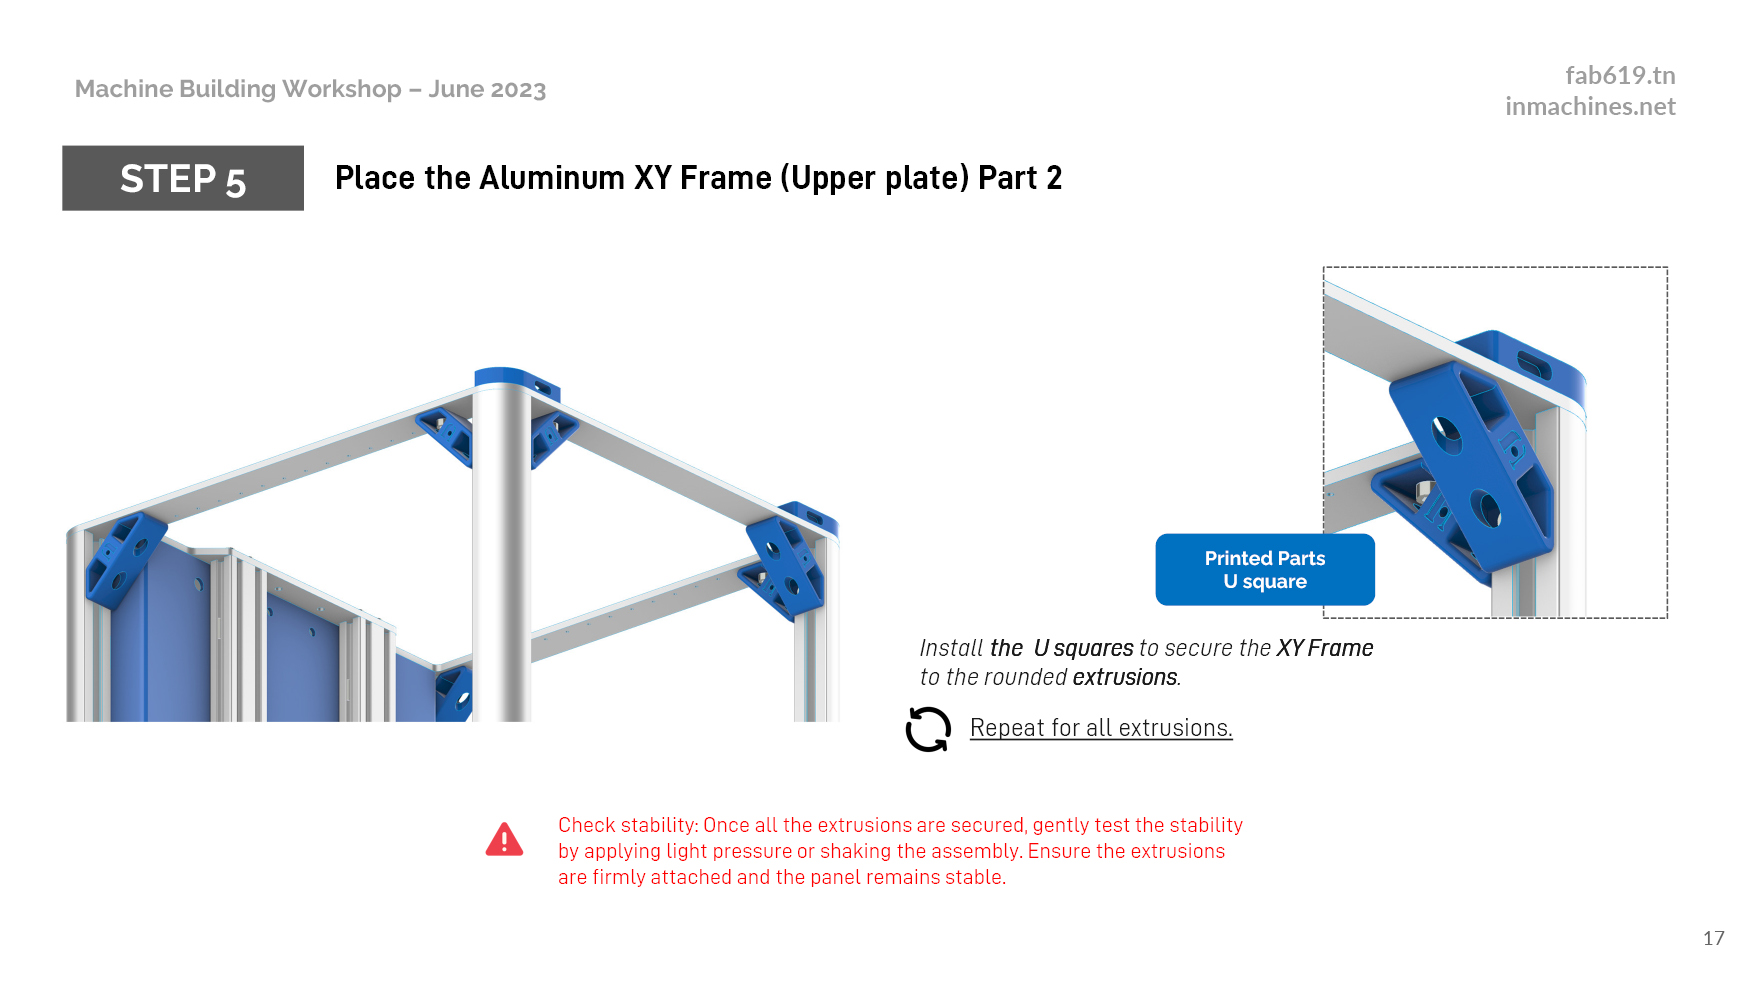 Machine Building Workshop – June 2023
fab619.tn
inmachines.net
STEP 5
Place the Aluminum XY Frame (Upper plate) Part 2
Printed Parts
U square
Install the U squares to secure the XY Frame
to the rounded extrusions.
Repeat for all extrusions.
Check stability: Once all the extrusions are secured, gently test the stability
by applying light pressure or shaking the assembly. Ensure the extrusions
are firmly attached and the panel remains stable.
17